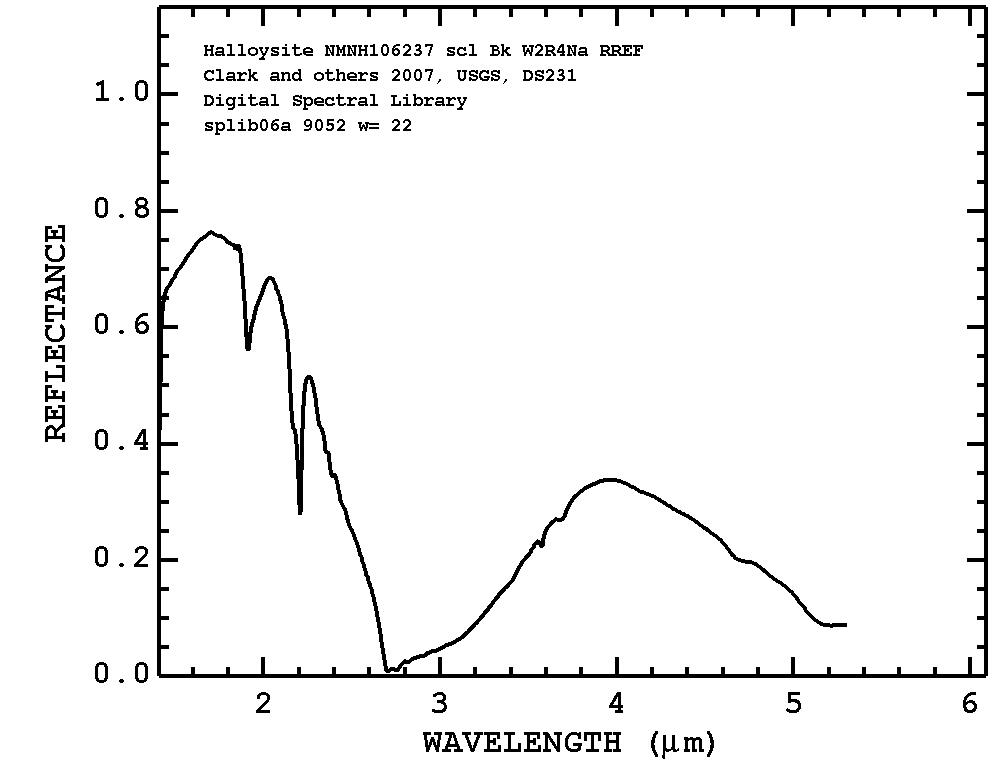 Halloysite NMNH106237 scl Bk W2R4Na RREF
Clark and others 2007, USGS, DS231
Digital Spectral Library
splib06a 9052 w= 22
1.0
0.8
0.6
0.4
0.2
0.0
REFLECTANCE
2 3 4 5 6
WAVELENGTH (μm)